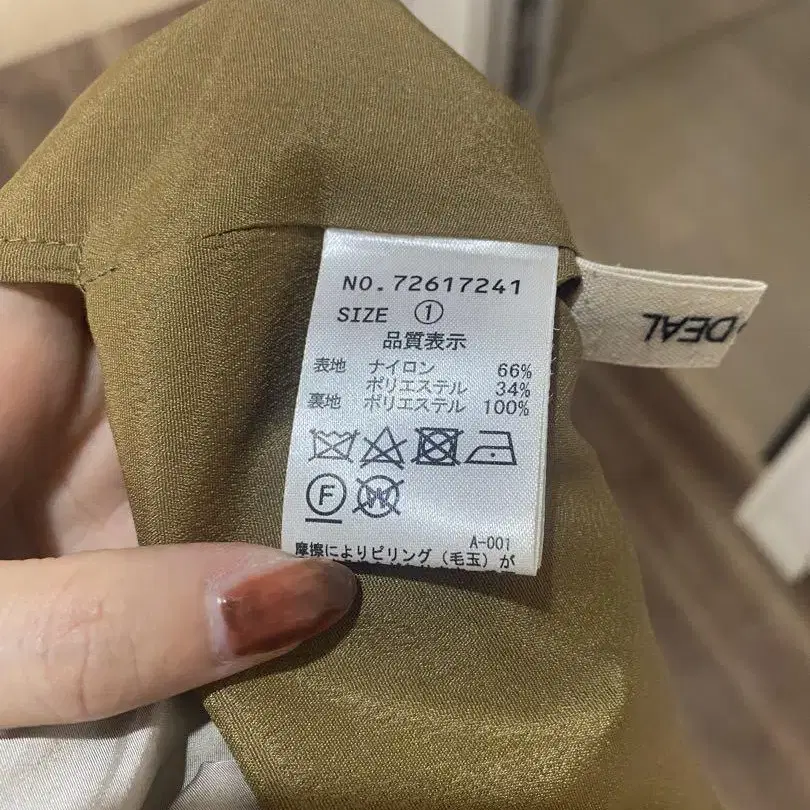 NO.72617241
SIZE ①
品質表示
表地 ナイロン 66%
ポリエステル 34%
裏地 ポリエステル 100%
F W
A-001
摩擦によりピリング（毛玉）が
DEAL